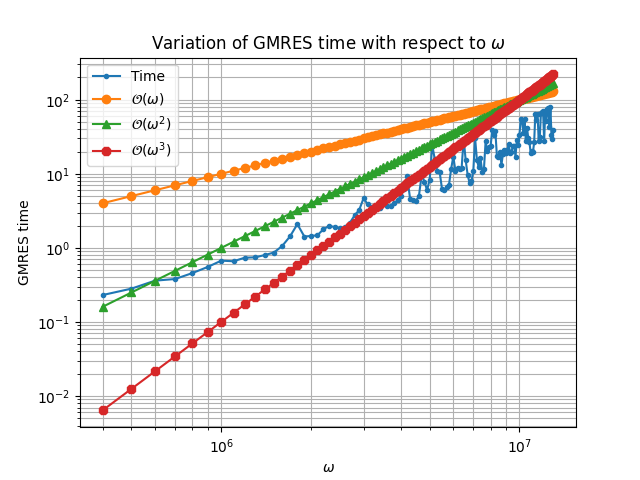 Variation of GMRES time with respect to ω
Time
𝒪(ω)
𝒪(ω²)
𝒪(ω³)
GMRES time
10²
10¹
10⁰
10⁻¹
10⁻²
10⁶
10⁷
ω